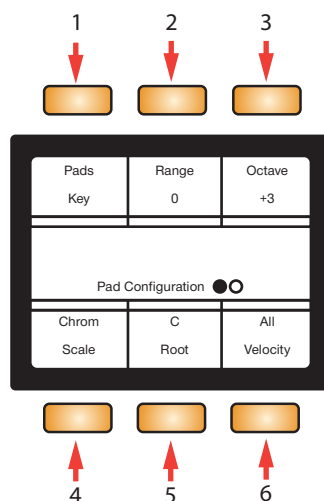 1 2 3
Pads Range Octave
Key 0 +3
Pad Configuration
Chrom C All
Scale Root Velocity
4 5 6